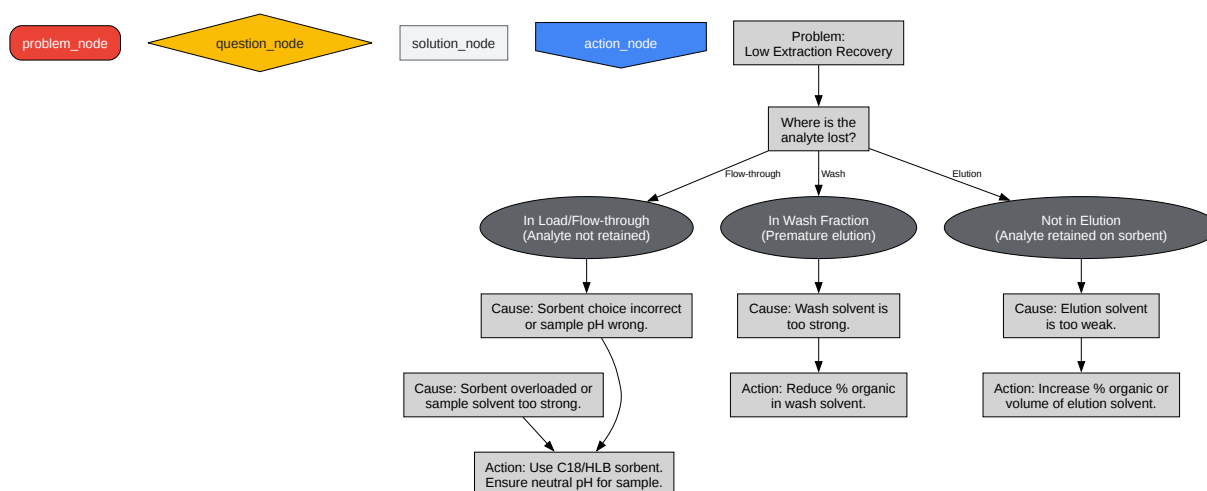 problem_node
question_node
solution_node
action_node
Problem:
Low Extraction Recovery
Where is the
analyte lost?
Flow-through
Wash
Elution
In Load/Flow-through
(Analyte not retained)
In Wash Fraction
(Premature elution)
Not in Elution
(Analyte retained on sorbent)
Cause: Sorbent choice incorrect
or sample pH wrong.
Cause: Wash solvent is
too strong.
Cause: Elution solvent
is too weak.
Cause: Sorbent overloaded or
sample solvent too strong.
Action: Reduce % organic
in wash solvent.
Action: Increase % organic or
volume of elution solvent.
Action: Use C18/HLB sorbent.
Ensure neutral pH for sample.